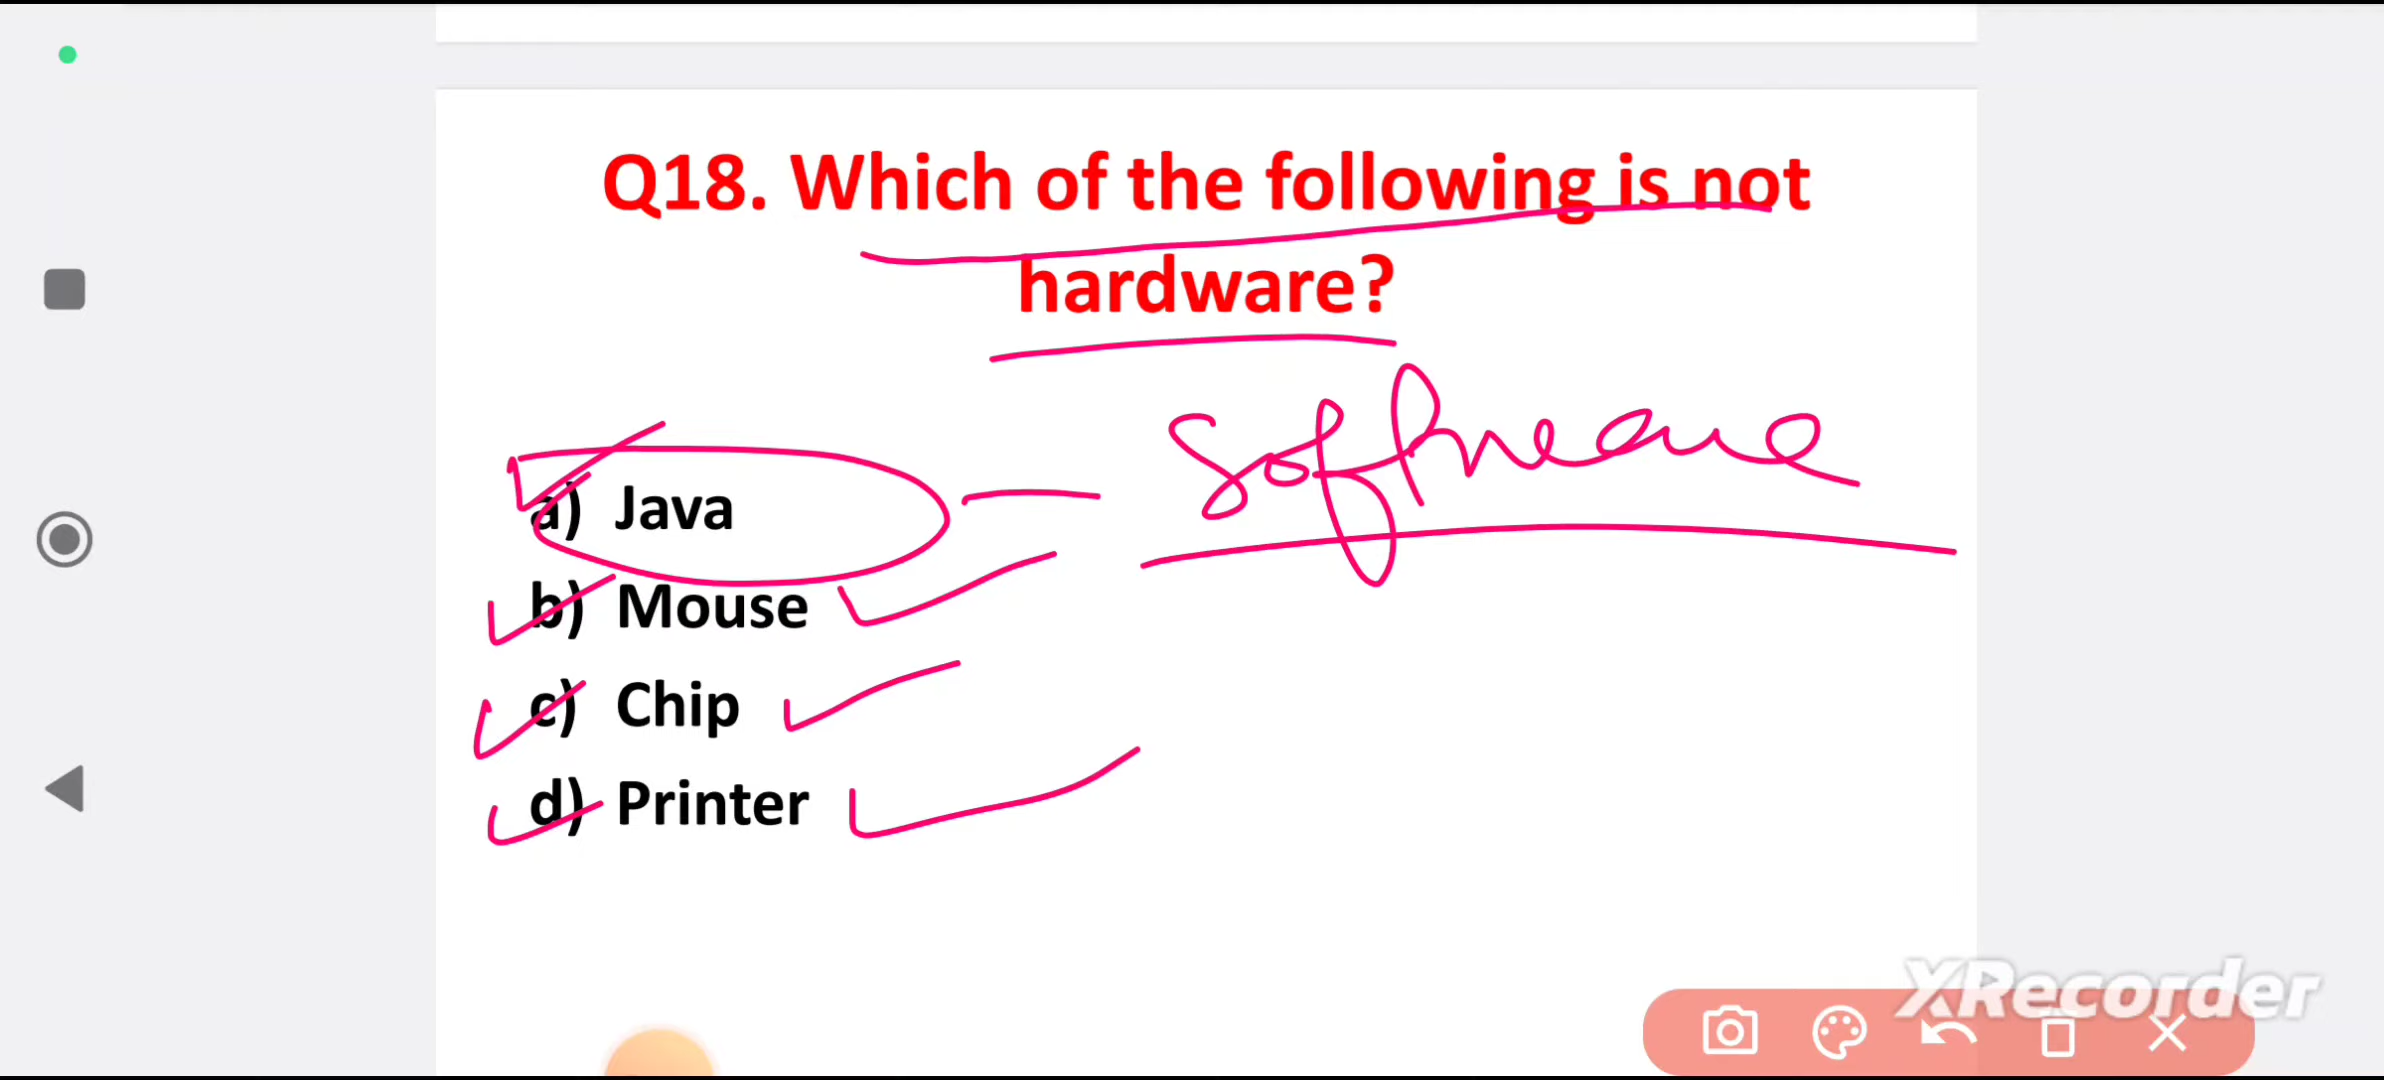 Q18. Which of the following is not
hardware?
software
a) Java
b) Mouse
c) Chip
d) Printer
XRecorder